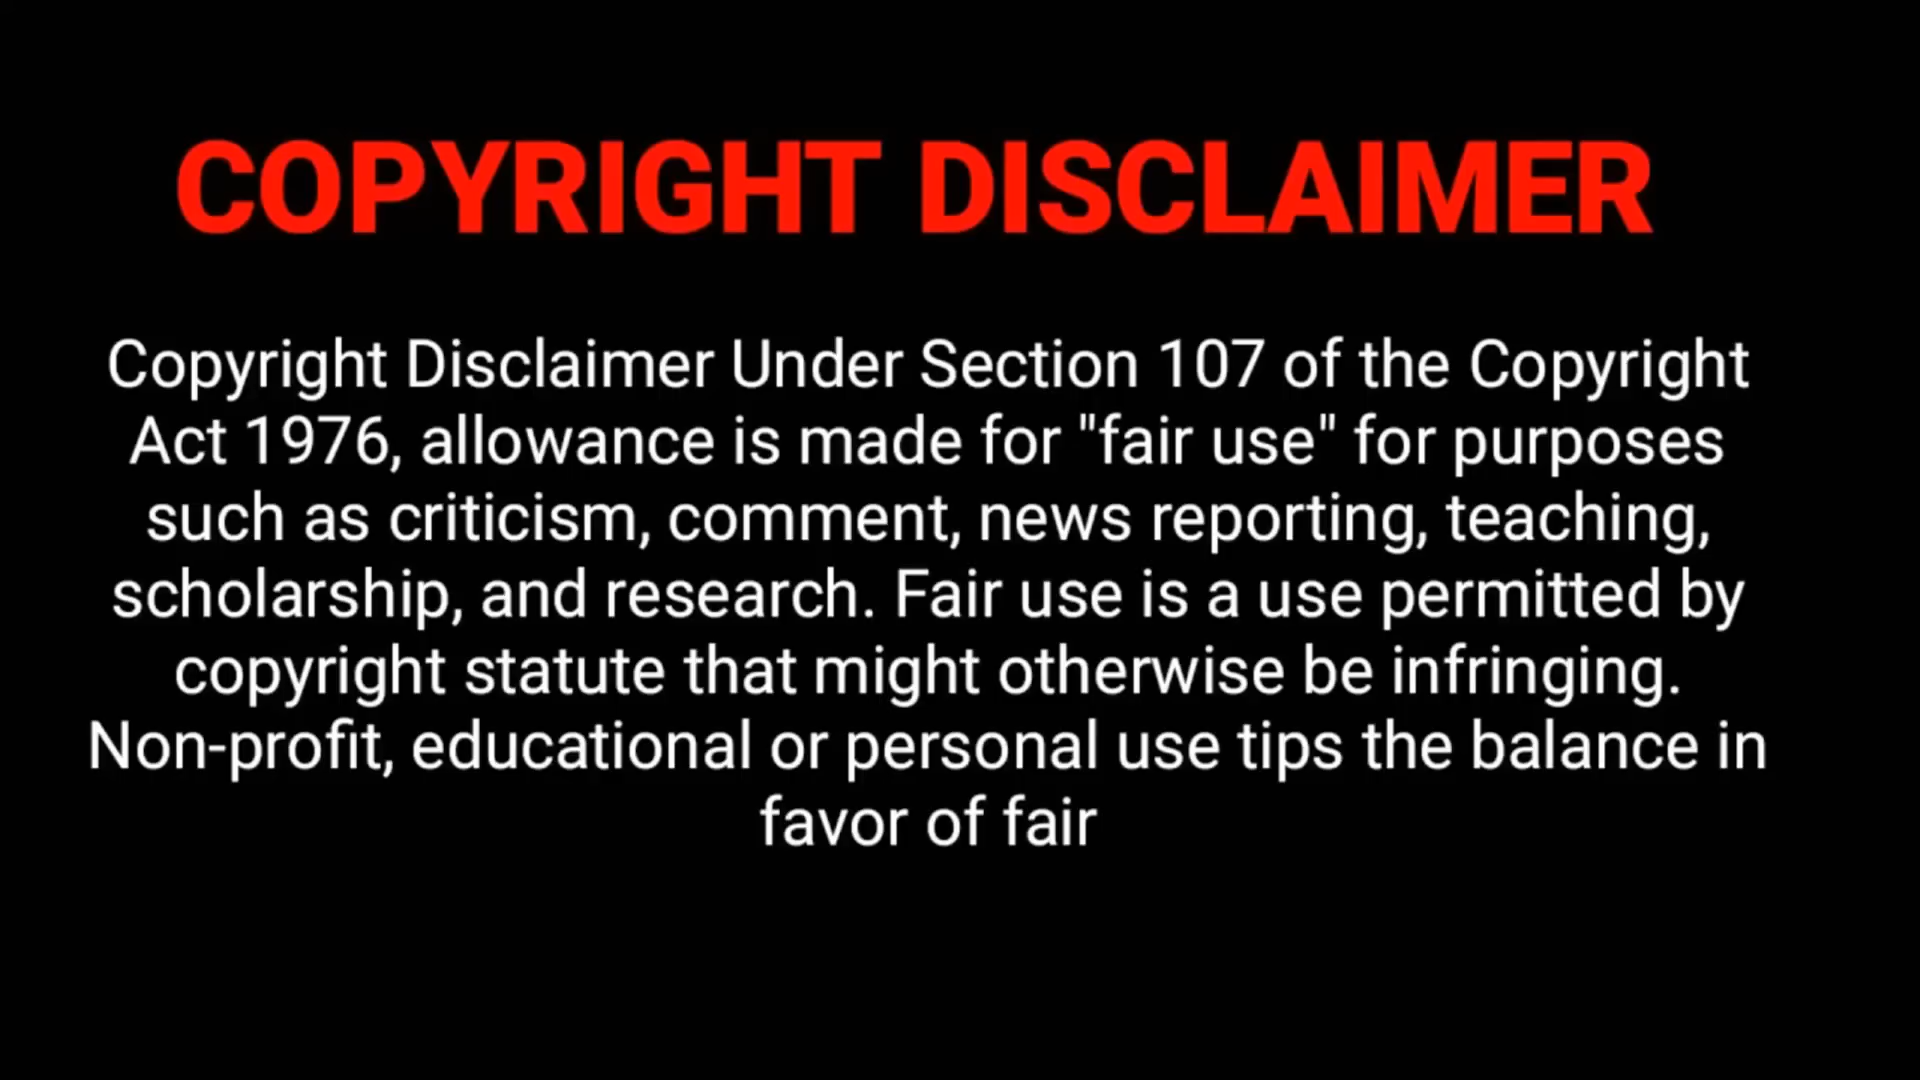 COPYRIGHT DISCLAIMER
Copyright Disclaimer Under Section 107 of the Copyright
Act 1976, allowance is made for "fair use" for purposes
such as criticism, comment, news reporting, teaching,
scholarship, and research. Fair use is a use permitted by
copyright statute that might otherwise be infringing.
Non-profit, educational or personal use tips the balance in
favor of fair